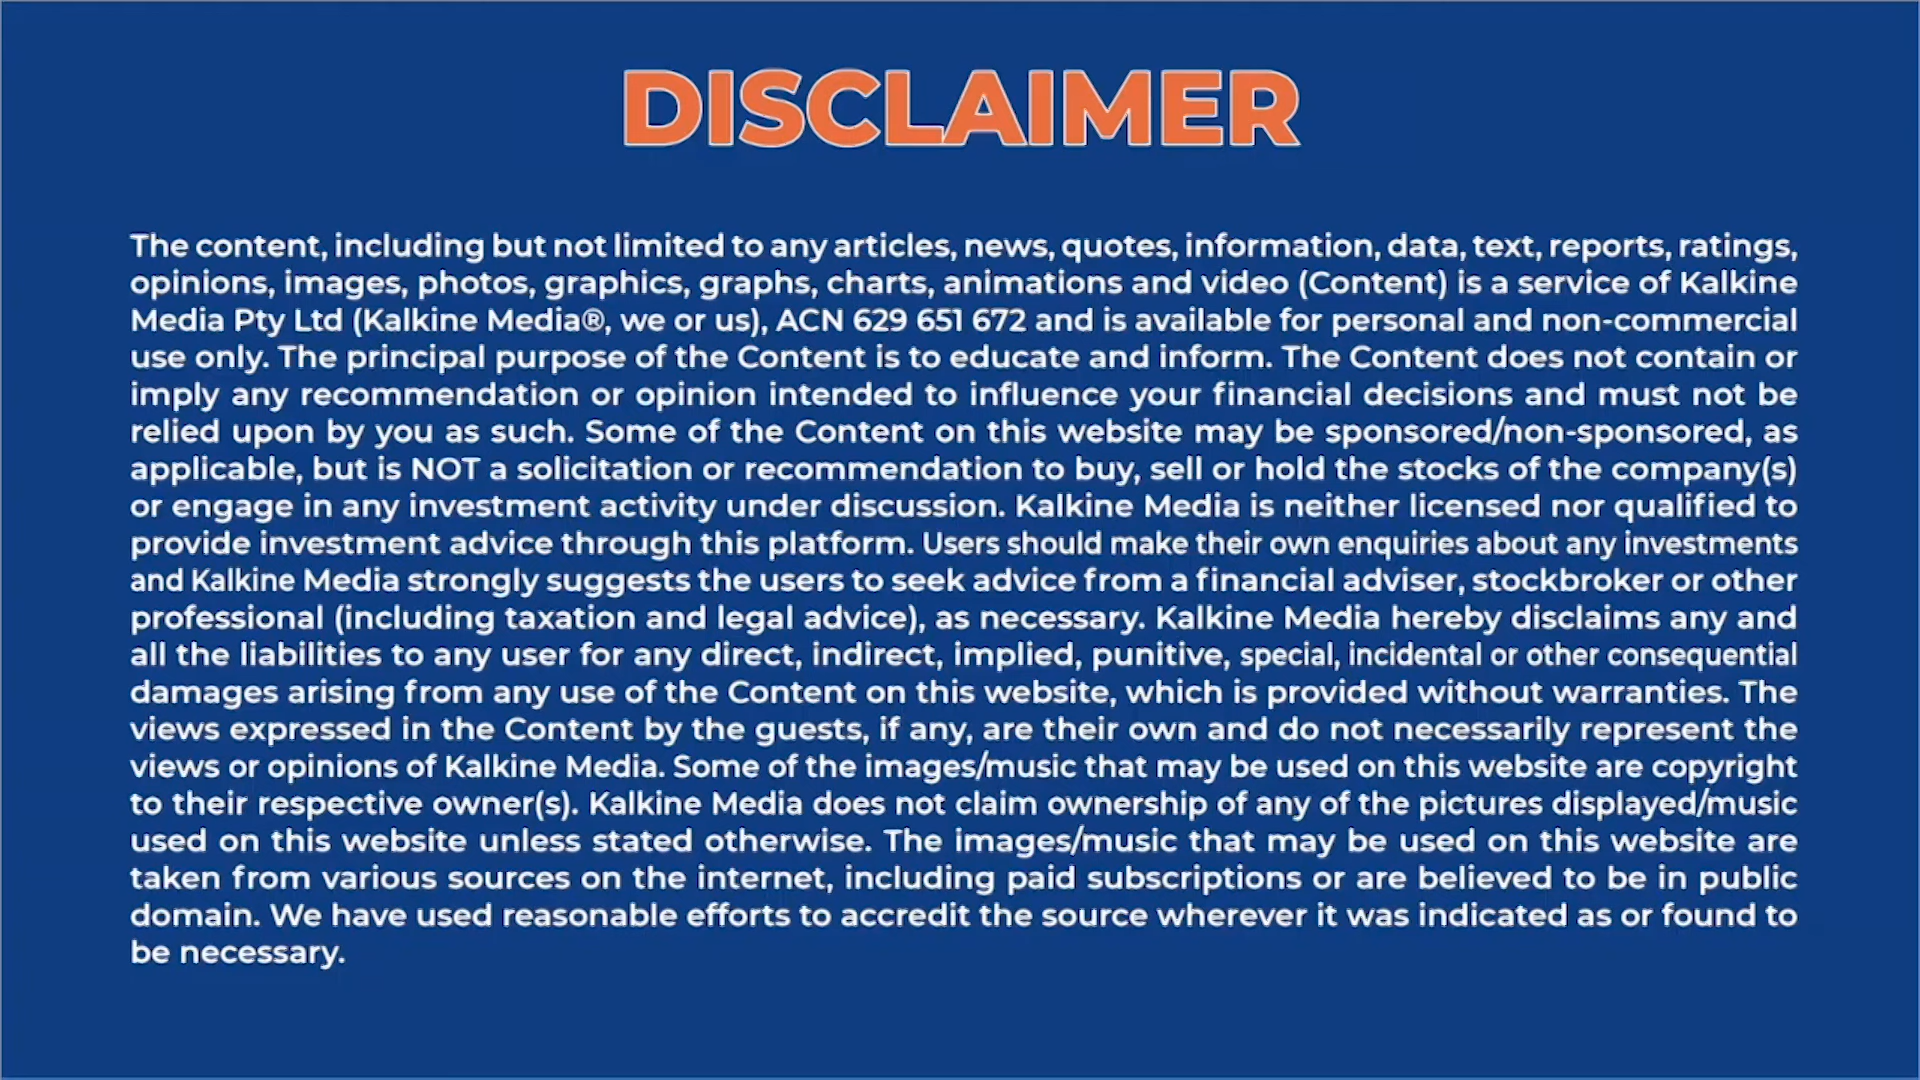 DISCLAIMER
The content, including but not limited to any articles, news, quotes, information, data, text, reports, ratings,
opinions, images, photos, graphics, graphs, charts, animations and video (Content) is a service of Kalkine
Media Pty Ltd (Kalkine Media®, we or us), ACN 629 651 672 and is available for personal and non-commercial
use only. The principal purpose of the Content is to educate and inform. The Content does not contain or
imply any recommendation or opinion intended to influence your financial decisions and must not be
relied upon by you as such. Some of the Content on this website may be sponsored/non-sponsored, as
applicable, but is NOT a solicitation or recommendation to buy, sell or hold the stocks of the company(s)
or engage in any investment activity under discussion. Kalkine Media is neither licensed nor qualified to
provide investment advice through this platform. Users should make their own enquiries about any investments
and Kalkine Media strongly suggests the users to seek advice from a financial adviser, stockbroker or other
professional (including taxation and legal advice), as necessary. Kalkine Media hereby disclaims any and
all the liabilities to any user for any direct, indirect, implied, punitive, special, incidental or other consequential
damages arising from any use of the Content on this website, which is provided without warranties. The
views expressed in the Content by the guests, if any, are their own and do not necessarily represent the
views or opinions of Kalkine Media. Some of the images/music that may be used on this website are copyright
to their respective owner(s). Kalkine Media does not claim ownership of any of the pictures displayed/music
used on this website unless stated otherwise. The images/music that may be used on this website are
taken from various sources on the internet, including paid subscriptions or are believed to be in public
domain. We have used reasonable efforts to accredit the source wherever it was indicated as or found to
be necessary.